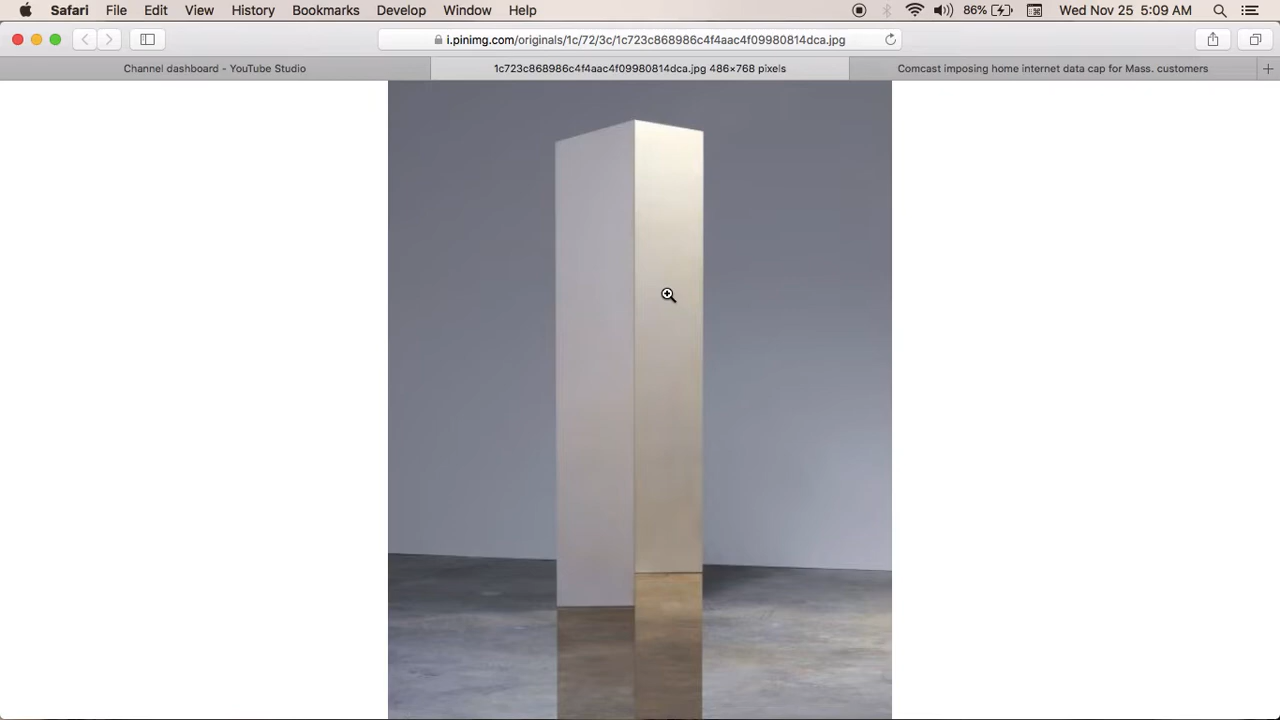 Safari File Edit View History Bookmarks Develop Window Help 86% Wed Nov 25 5:09 AM
i.pinimg.com/originals/1c/72/3c/1c723c868986c4f4aac4f09980814dca.jpg
Channel dashboard - YouTube Studio 1c723c868986c4f4aac4f09980814dca.jpg 486×768 pixels Comcast imposing home internet data cap for Mass. customers